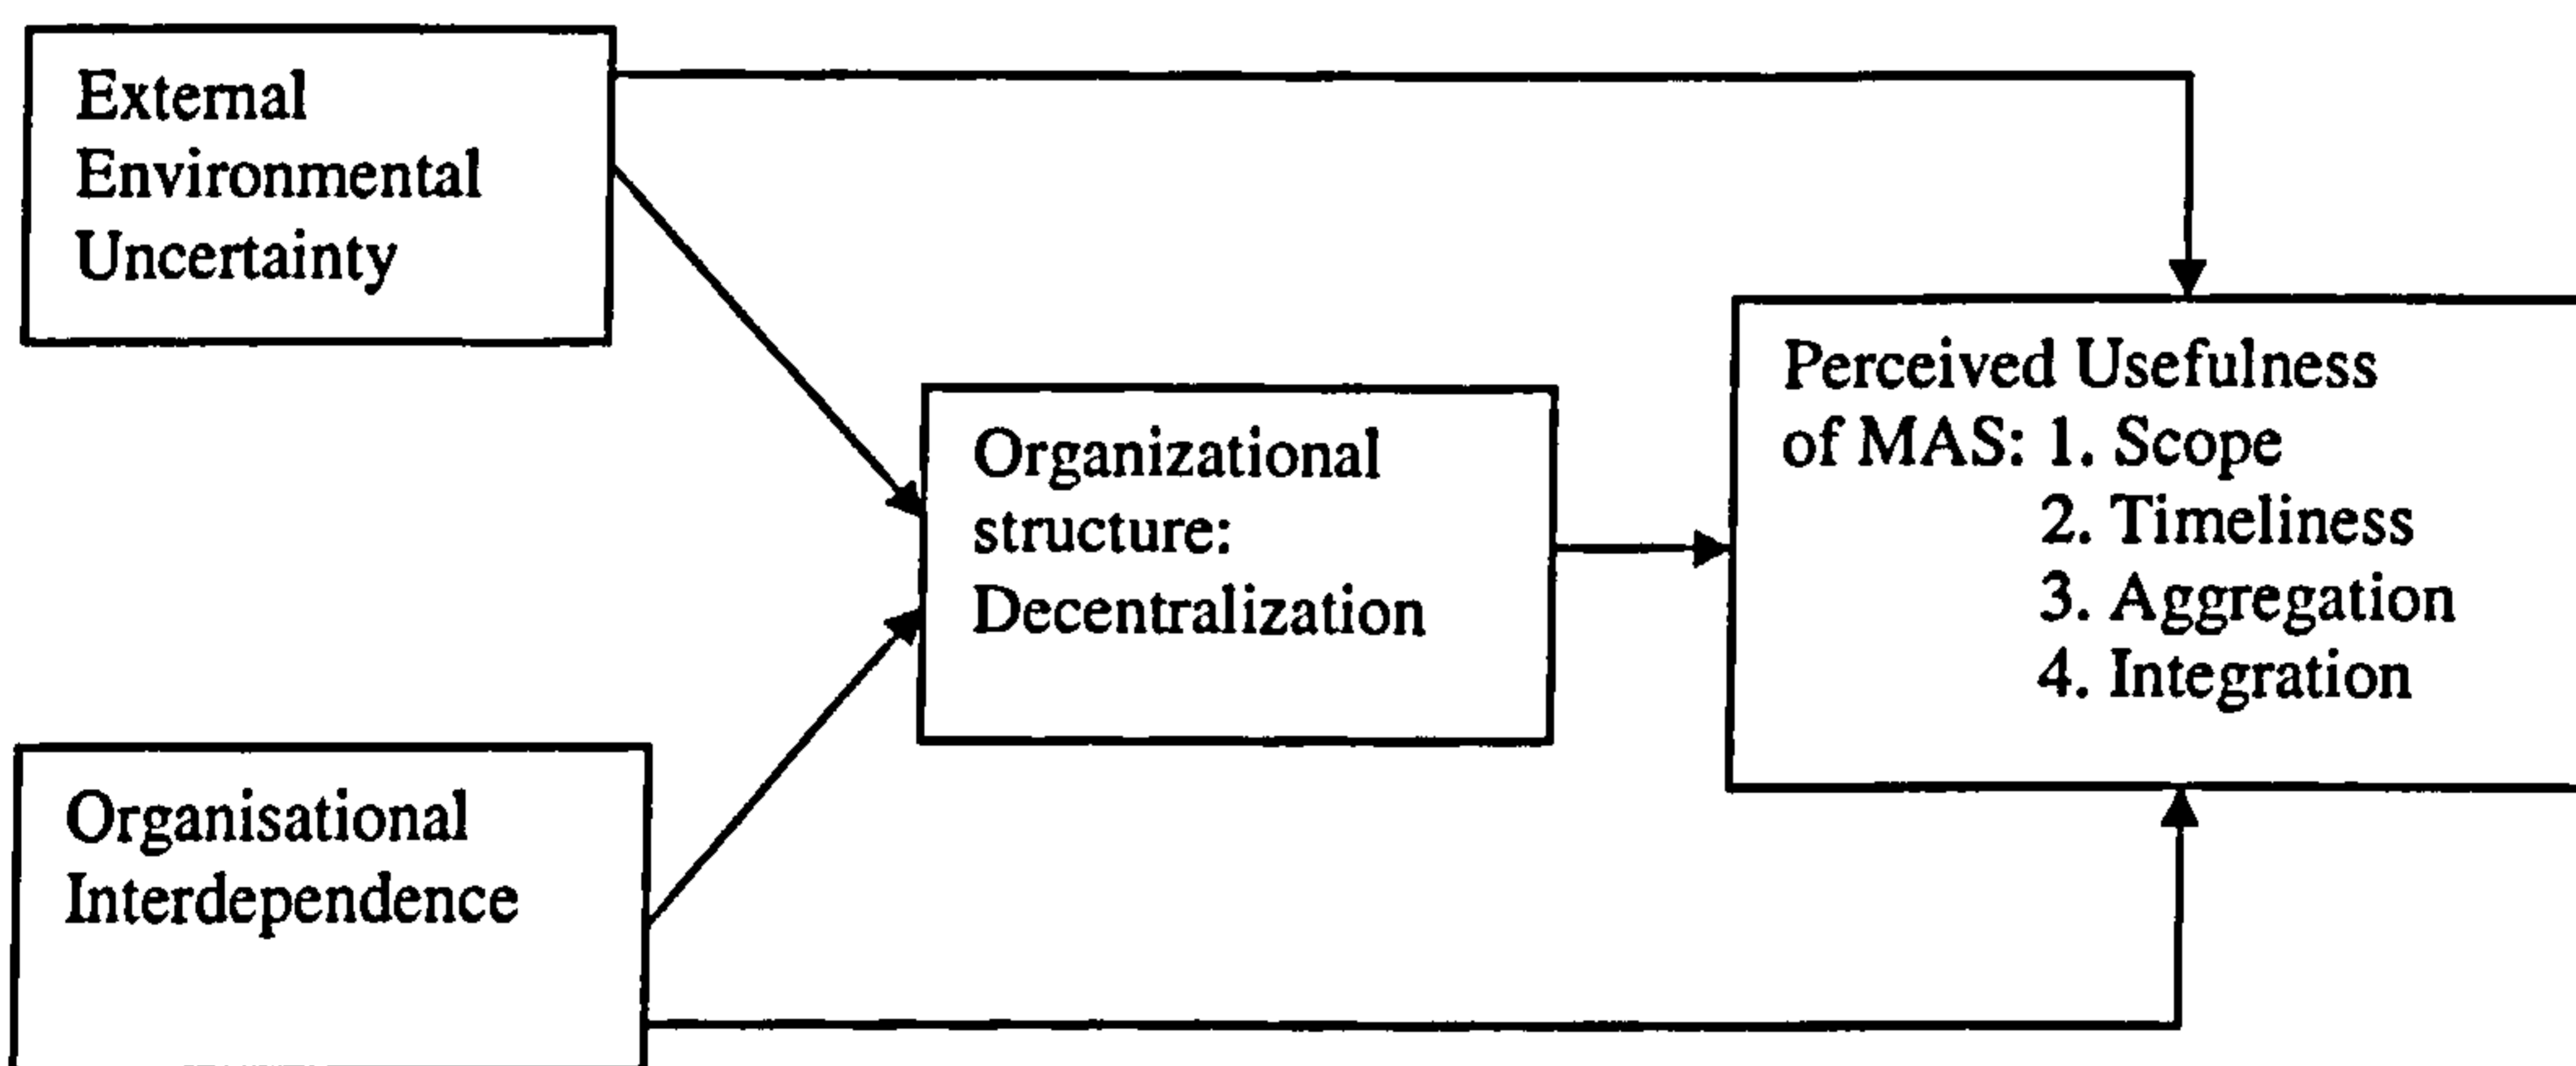 External
Environmental
Uncertainty
Organizational
structure:
Decentralization
Perceived Usefulness
of MAS: 1. Scope
2. Timeliness
3. Aggregation
4. Integration
Organisational
Interdependence